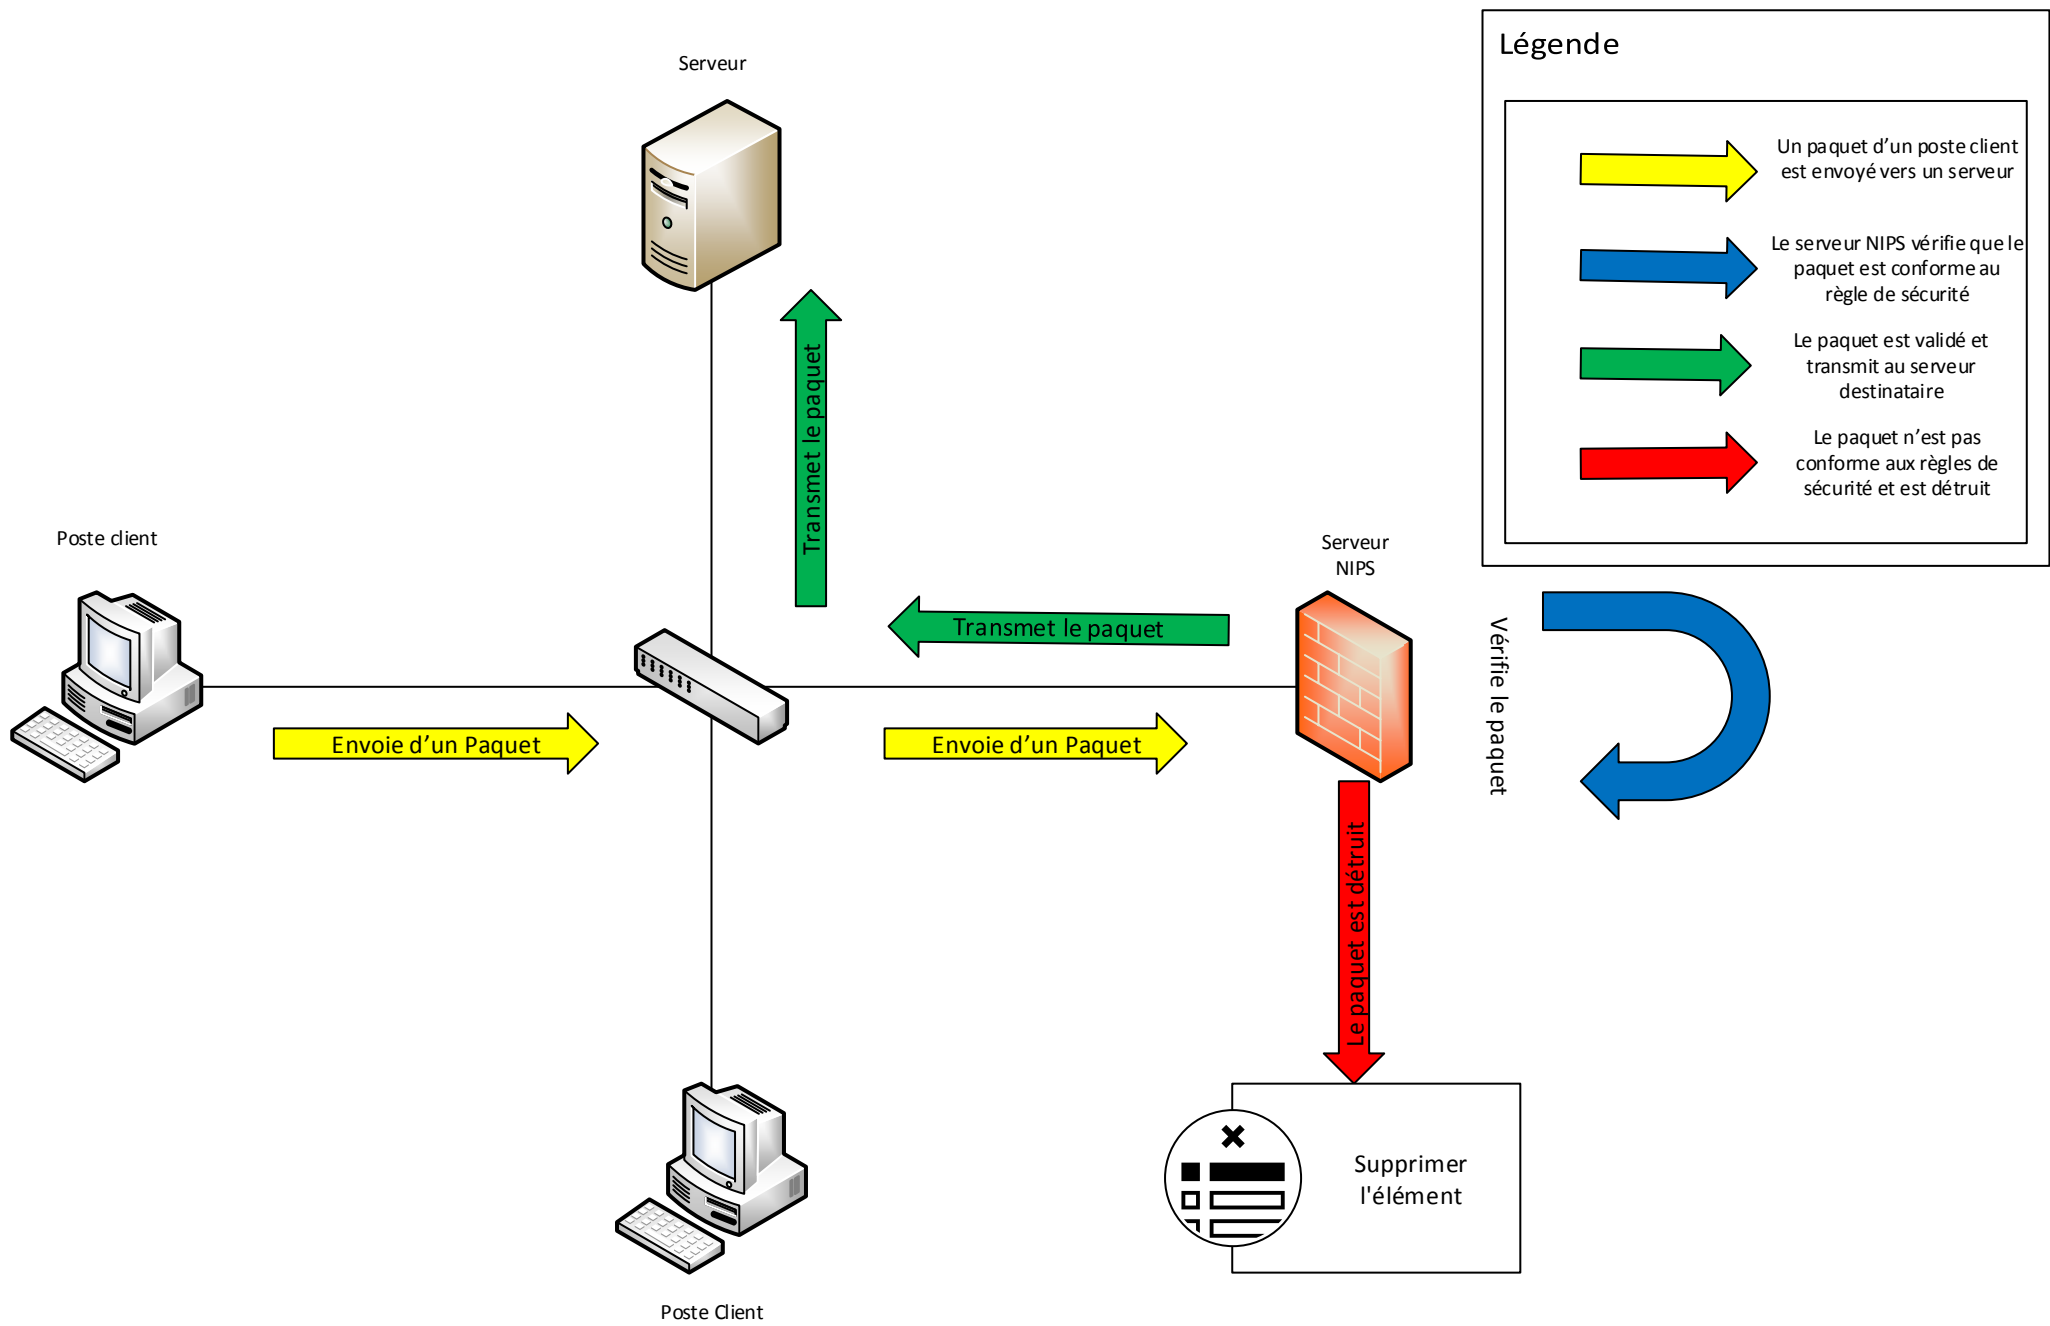 Serveur
Légende
Un paquet d’un poste client
est envoyé vers un serveur
Le serveur NIPS vérifie que le
paquet est conforme au
règle de sécurité
Le paquet est validé et
transmit au serveur
destinataire
Le paquet n’est pas
conforme aux règles de
sécurité et est détruit
Transmet le paquet
Poste client
Serveur
NIPS
Transmet le paquet
Vérifie le paquet
Envoie d’un Paquet
Envoie d’un Paquet
Le paquet est détruit
Supprimer
l'élément
Poste Client